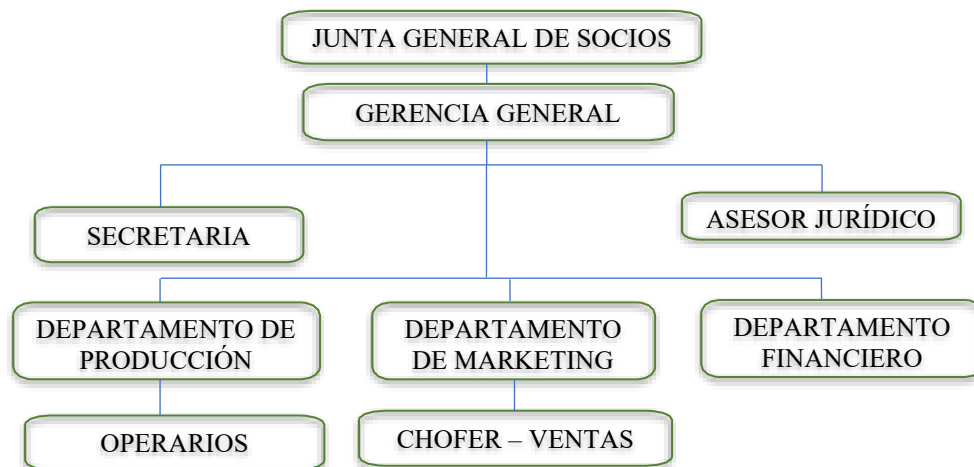 JUNTA GENERAL DE SOCIOS
GERENCIA GENERAL
SECRETARIA
ASESOR JURÍDICO
DEPARTAMENTO DE
PRODUCCIÓN
DEPARTAMENTO
DE MARKETING
DEPARTAMENTO
FINANCIERO
OPERARIOS
CHOFER – VENTAS